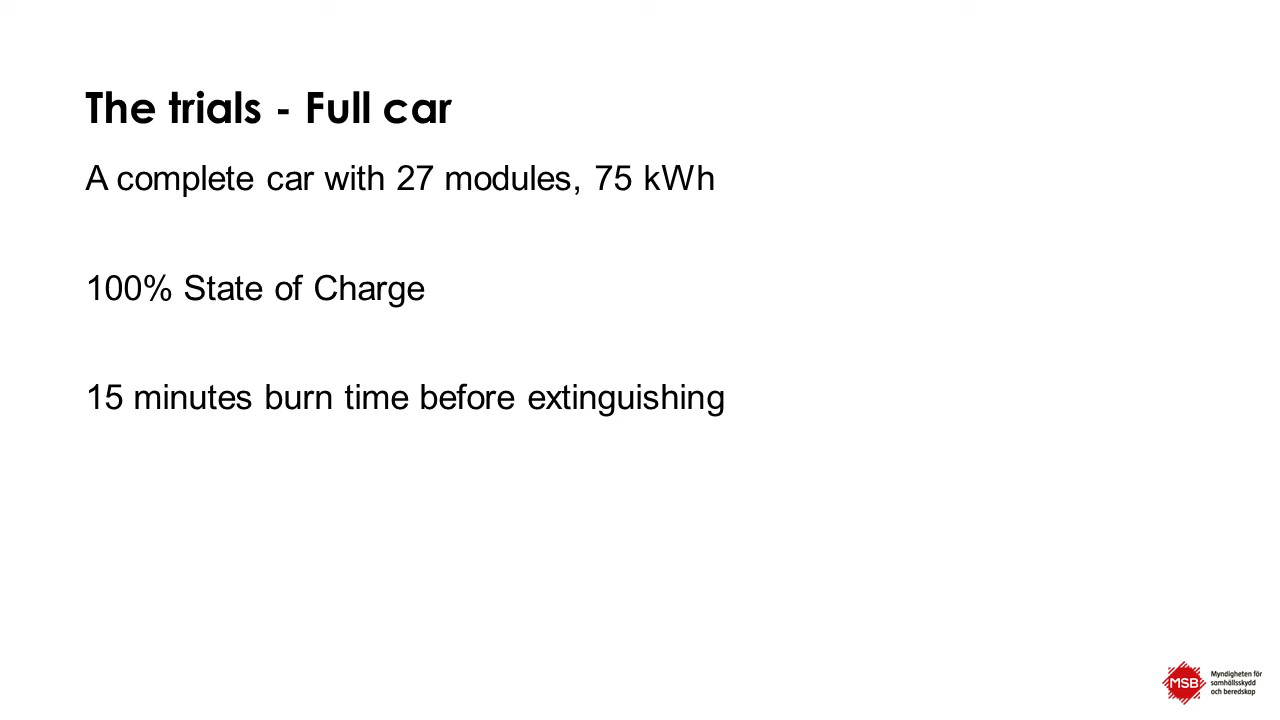 The trials - Full car
A complete car with 27 modules, 75 kWh
100% State of Charge
15 minutes burn time before extinguishing
MSB
Myndigheten för
samhällsskydd
och beredskap